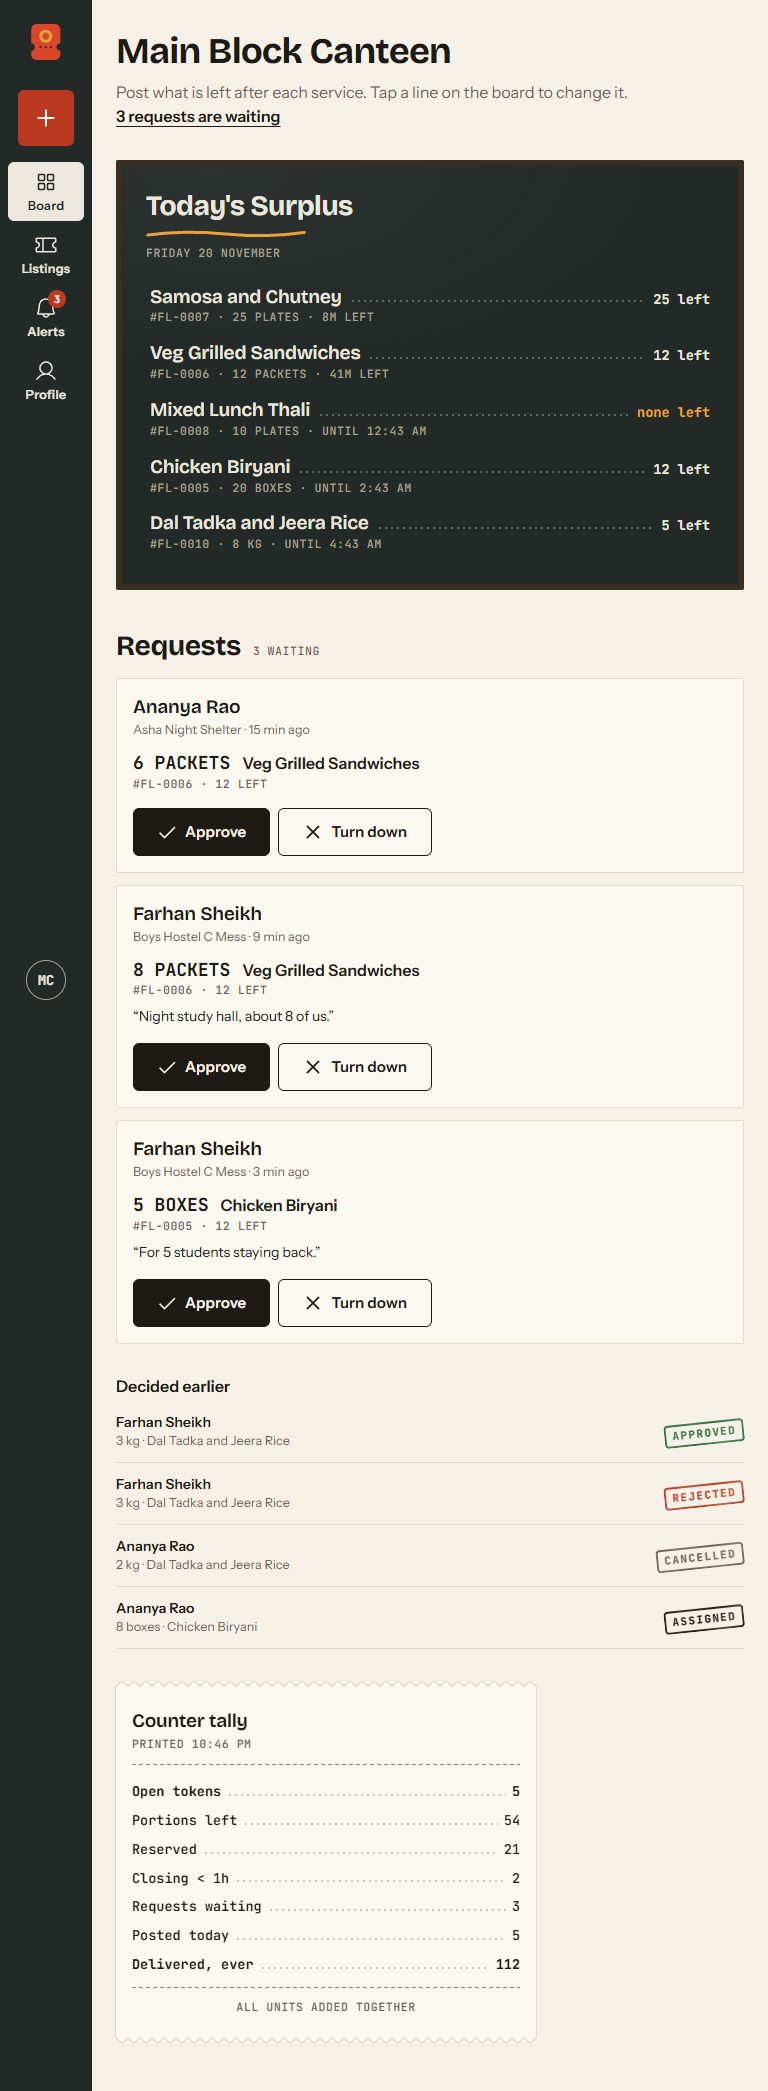 Main Block Canteen
Post what is left after each service. Tap a line on the board to change it.
3 requests are waiting
Board
Listings
3
Alerts
Profile
MC
Today's Surplus
FRIDAY 20 NOVEMBER
Samosa and Chutney 25 left
#FL-0007 · 25 PLATES · 8M LEFT
Veg Grilled Sandwiches 12 left
#FL-0006 · 12 PACKETS · 41M LEFT
Mixed Lunch Thali none left
#FL-0008 · 10 PLATES · UNTIL 12:43 AM
Chicken Biryani 12 left
#FL-0005 · 20 BOXES · UNTIL 2:43 AM
Dal Tadka and Jeera Rice 5 left
#FL-0010 · 8 KG · UNTIL 4:43 AM
Requests 3 WAITING
Ananya Rao
Asha Night Shelter · 15 min ago
6 PACKETS Veg Grilled Sandwiches
#FL-0006 · 12 LEFT
Approve Turn down
Farhan Sheikh
Boys Hostel C Mess · 9 min ago
8 PACKETS Veg Grilled Sandwiches
#FL-0006 · 12 LEFT
“Night study hall, about 8 of us.”
Approve Turn down
Farhan Sheikh
Boys Hostel C Mess · 3 min ago
5 BOXES Chicken Biryani
#FL-0005 · 12 LEFT
“For 5 students staying back.”
Approve Turn down
Decided earlier
Farhan Sheikh
3 kg · Dal Tadka and Jeera Rice
APPROVED
Farhan Sheikh
3 kg · Dal Tadka and Jeera Rice
REJECTED
Ananya Rao
2 kg · Dal Tadka and Jeera Rice
CANCELLED
Ananya Rao
8 boxes · Chicken Biryani
ASSIGNED
Counter tally
PRINTED 10:46 PM
Open tokens 5
Portions left 54
Reserved 21
Closing < 1h 2
Requests waiting 3
Posted today 5
Delivered, ever 112
ALL UNITS ADDED TOGETHER